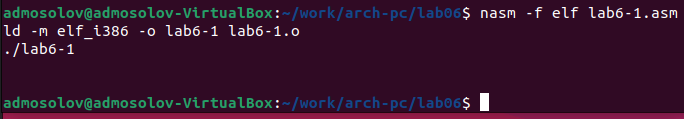 admosolov@admosolov-VirtualBox:~/work/arch-pc/lab06$ nasm -f elf lab6-1.asm
ld -m elf_i386 -o lab6-1 lab6-1.o
./lab6-1
admosolov@admosolov-VirtualBox:~/work/arch-pc/lab06$